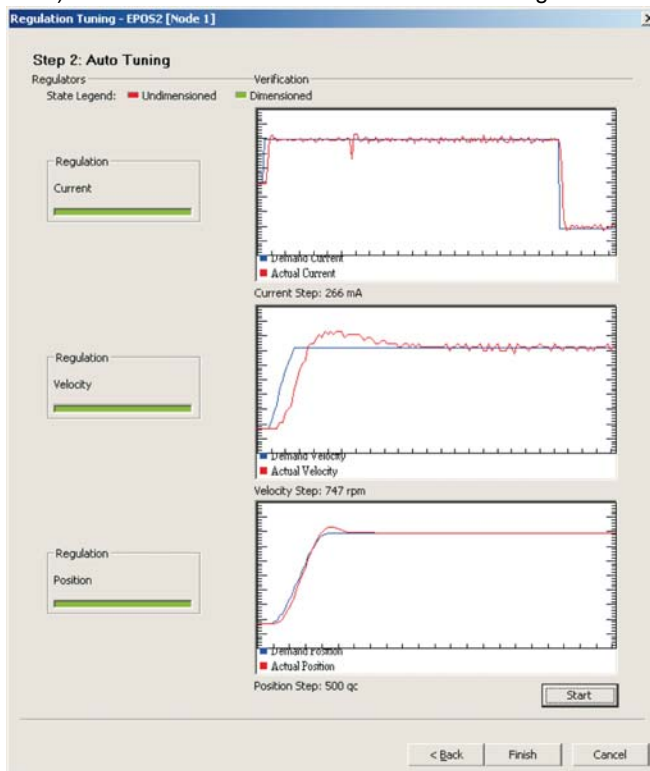 Regulation Tuning - EPOS2 [Node 1]
Step 2: Auto Tuning
Regulators
Verification
State Legend: Undimensioned Dimensioned
Regulation
Current
Demand Current
Actual Current
Current Step: 266 mA
Regulation
Velocity
Demand Velocity
Actual Velocity
Velocity Step: 747 rpm
Regulation
Position
Demand Position
Actual Position
Position Step: 500 qc
Start
< Back
Finish
Cancel